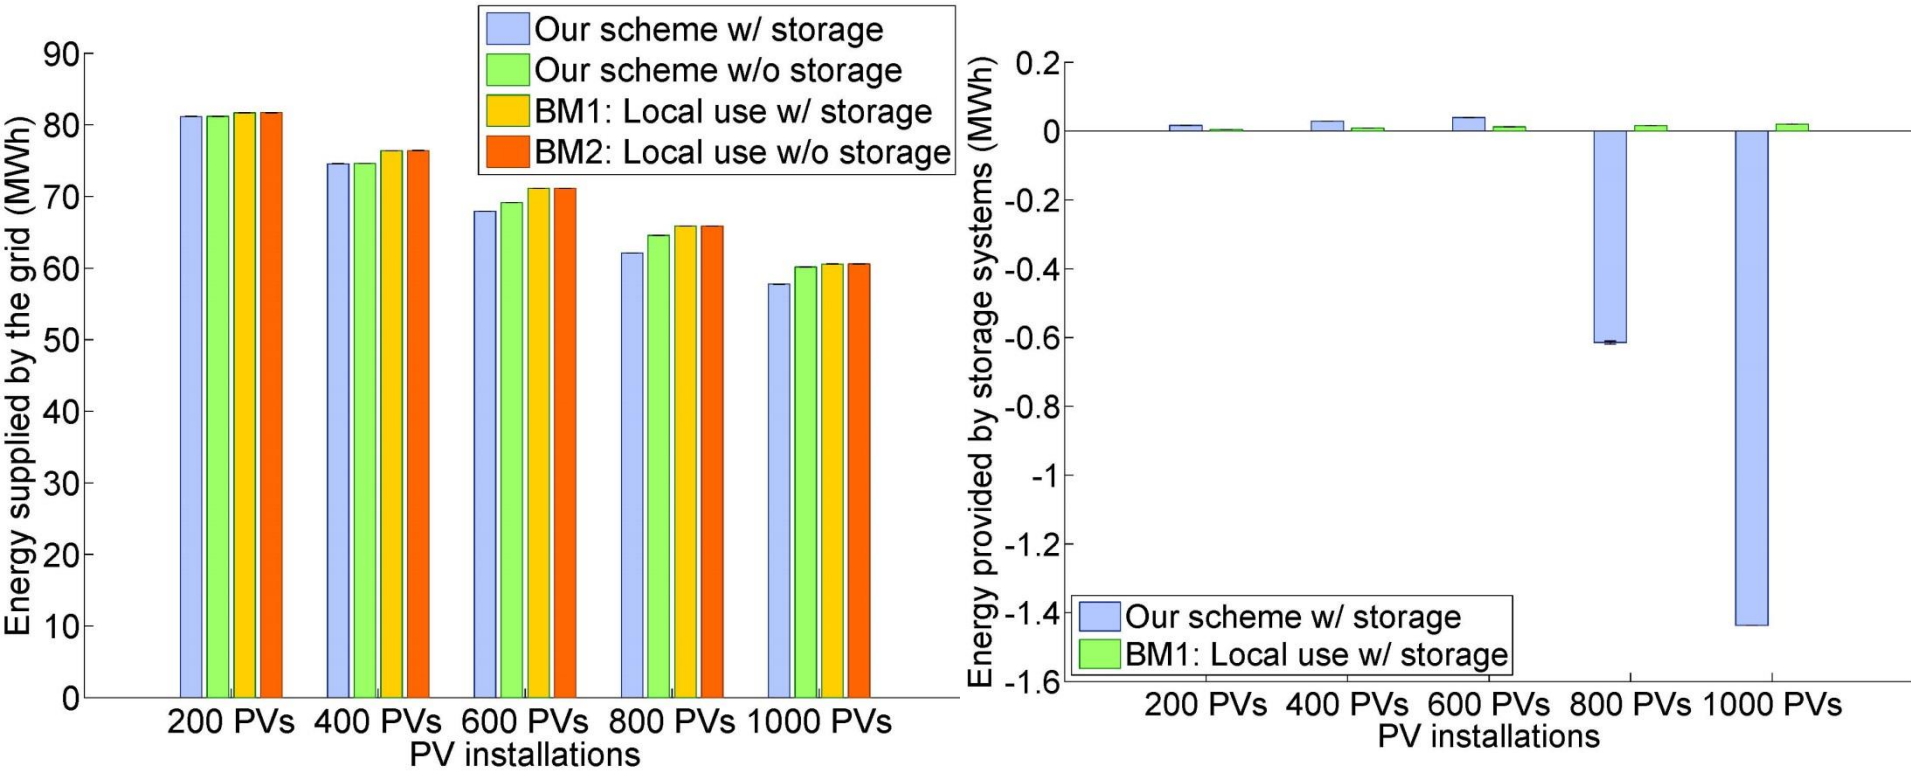 Energy supplied by the grid (MWh)
90
80
70
60
50
40
30
20
10
0
Our scheme w/ storage
Our scheme w/o storage
BM1: Local use w/ storage
BM2: Local use w/o storage
200 PVs 400 PVs 600 PVs 800 PVs 1000 PVs
PV installations
Energy provided by storage systems (MWh)
0.2
0
-0.2
-0.4
-0.6
-0.8
-1
-1.2
-1.4
-1.6
Our scheme w/ storage
BM1: Local use w/ storage
200 PVs 400 PVs 600 PVs 800 PVs 1000 PVs
PV installations